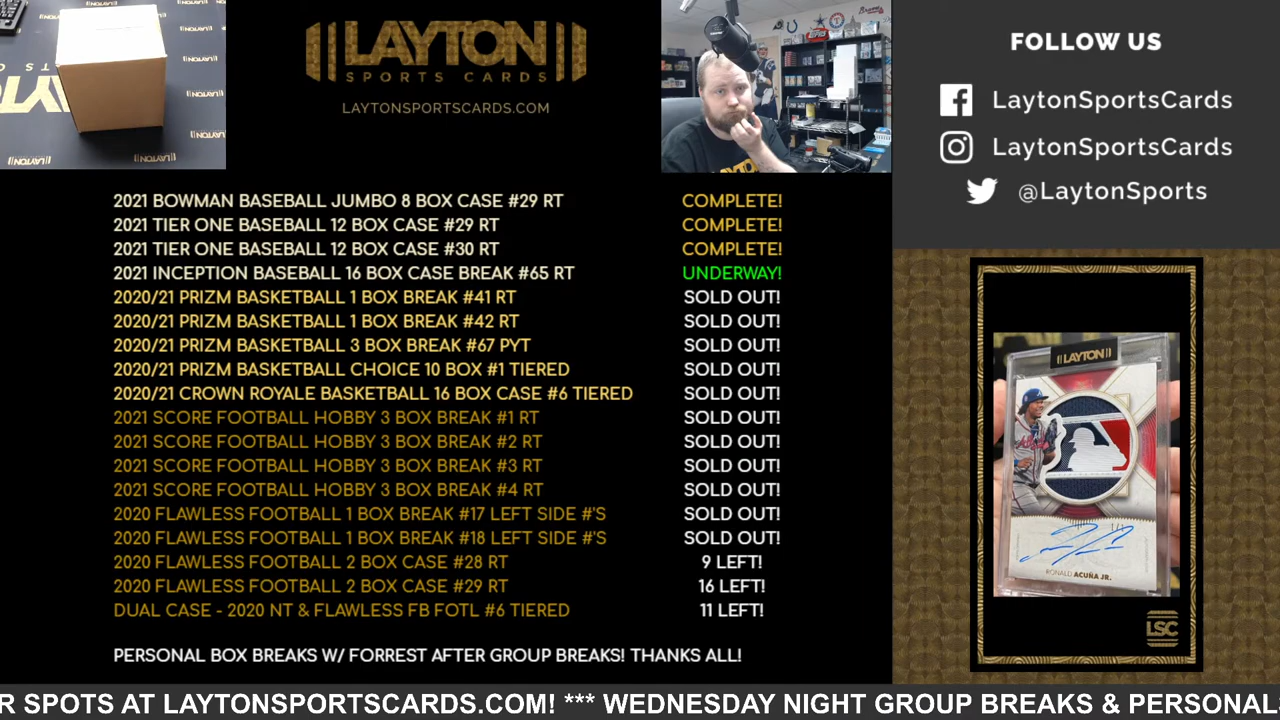 LAYTON
SPORTS CARDS
LAYTONSPORTSCARDS.COM
FOLLOW US
LaytonSportsCards
LaytonSportsCards
@LaytonSports
2021 BOWMAN BASEBALL JUMBO 8 BOX CASE #29 RT COMPLETE!
2021 TIER ONE BASEBALL 12 BOX CASE #29 RT COMPLETE!
2021 TIER ONE BASEBALL 12 BOX CASE #30 RT COMPLETE!
2021 INCEPTION BASEBALL 16 BOX CASE BREAK #65 RT UNDERWAY!
2020/21 PRIZM BASKETBALL 1 BOX BREAK #41 RT SOLD OUT!
2020/21 PRIZM BASKETBALL 1 BOX BREAK #42 RT SOLD OUT!
2020/21 PRIZM BASKETBALL 3 BOX BREAK #67 PYT SOLD OUT!
2020/21 PRIZM BASKETBALL CHOICE 10 BOX #1 TIERED SOLD OUT!
2020/21 CROWN ROYALE BASKETBALL 16 BOX CASE #6 TIERED SOLD OUT!
2021 SCORE FOOTBALL HOBBY 3 BOX BREAK #1 RT SOLD OUT!
2021 SCORE FOOTBALL HOBBY 3 BOX BREAK #2 RT SOLD OUT!
2021 SCORE FOOTBALL HOBBY 3 BOX BREAK #3 RT SOLD OUT!
2021 SCORE FOOTBALL HOBBY 3 BOX BREAK #4 RT SOLD OUT!
2020 FLAWLESS FOOTBALL 1 BOX BREAK #17 LEFT SIDE #'S SOLD OUT!
2020 FLAWLESS FOOTBALL 1 BOX BREAK #18 LEFT SIDE #'S SOLD OUT!
2020 FLAWLESS FOOTBALL 2 BOX CASE #28 RT 9 LEFT!
2020 FLAWLESS FOOTBALL 2 BOX CASE #29 RT 16 LEFT!
DUAL CASE - 2020 NT & FLAWLESS FB FOTL #6 TIERED 11 LEFT!
PERSONAL BOX BREAKS W/ FORREST AFTER GROUP BREAKS! THANKS ALL!
LAYTON
RONALD ACUÑA JR.
LSC
R SPOTS AT LAYTONSPORTSCARDS.COM! *** WEDNESDAY NIGHT GROUP BREAKS & PERSONAL